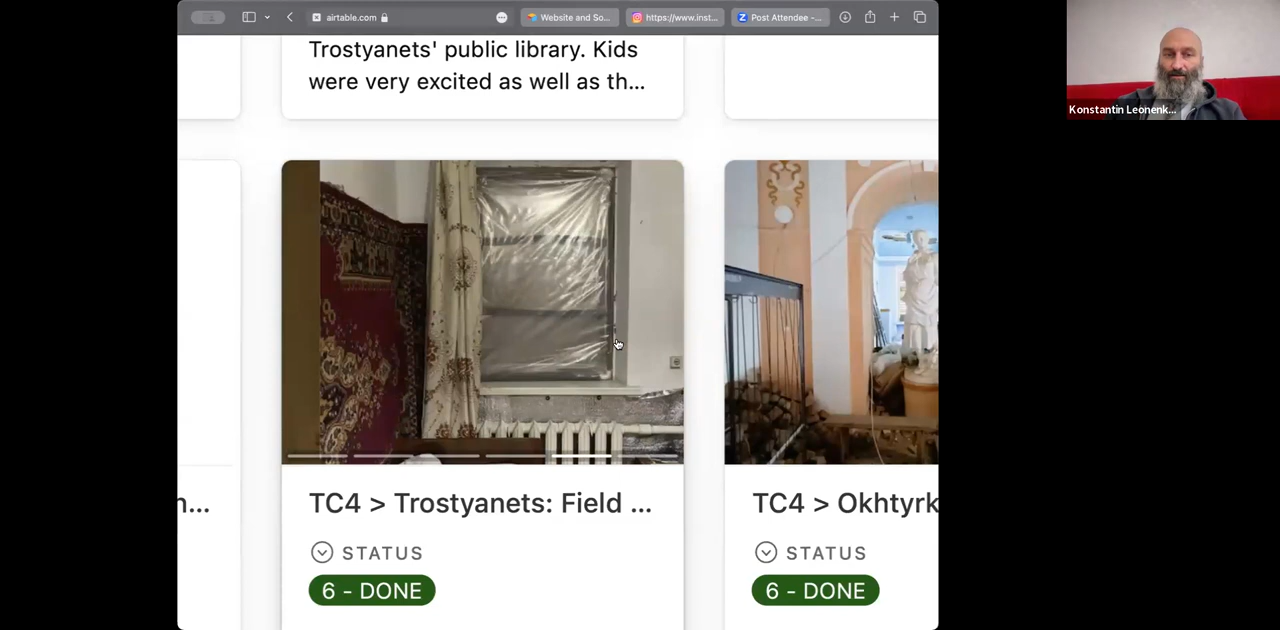 airtable.com
Website and So...
https://www.inst...
Post Attendee -...
Trostyanets' public library. Kids
were very excited as well as th...
Konstantin Leonenk...
n...
TC4 > Trostyanets: Field ...
TC4 > Okhtyrk
STATUS
STATUS
6 - DONE
6 - DONE